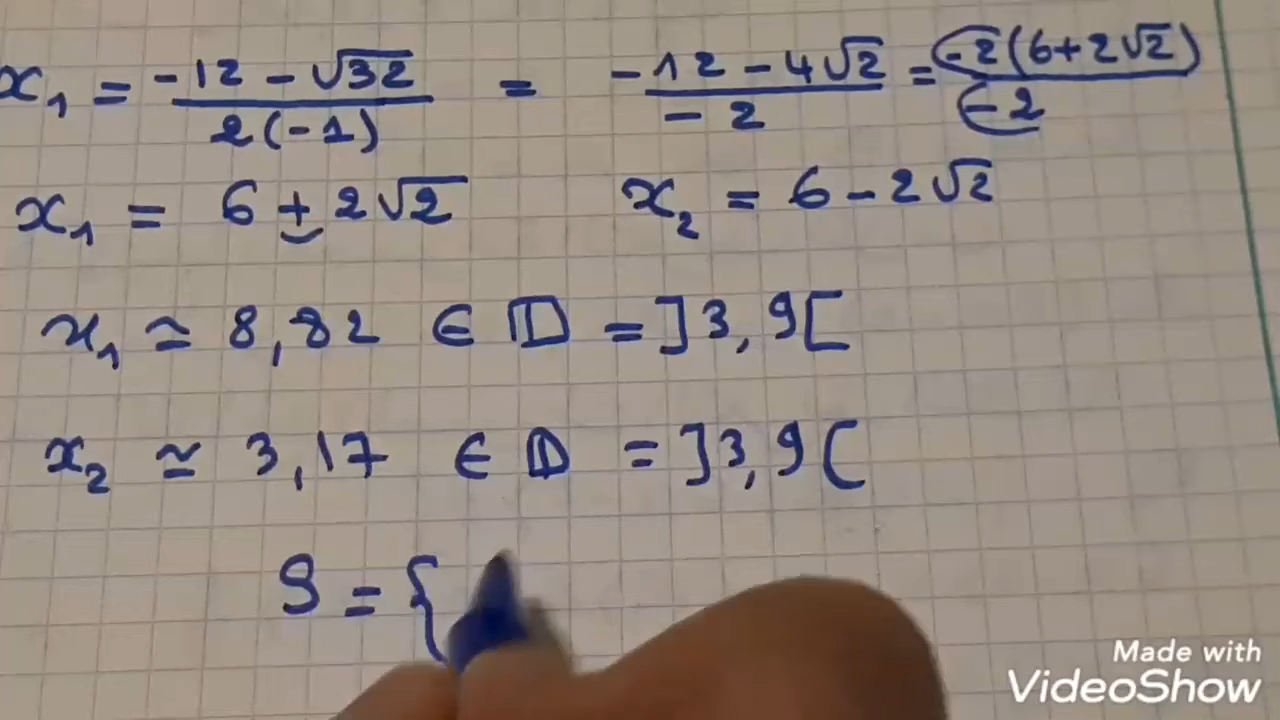 x₁ = (-12 - √32)/(2(-1)) = (-12 - 4√2)/(-2) = (-2(6+2√2))/(-2)
x₁ = 6 + 2√2 x₂ = 6 - 2√2
x₁ ≃ 8,82 ∈ 𝔻 = ]3,9[
x₂ ≃ 3,17 ∈ 𝔻 = ]3,9[
S = {
Made with
VideoShow